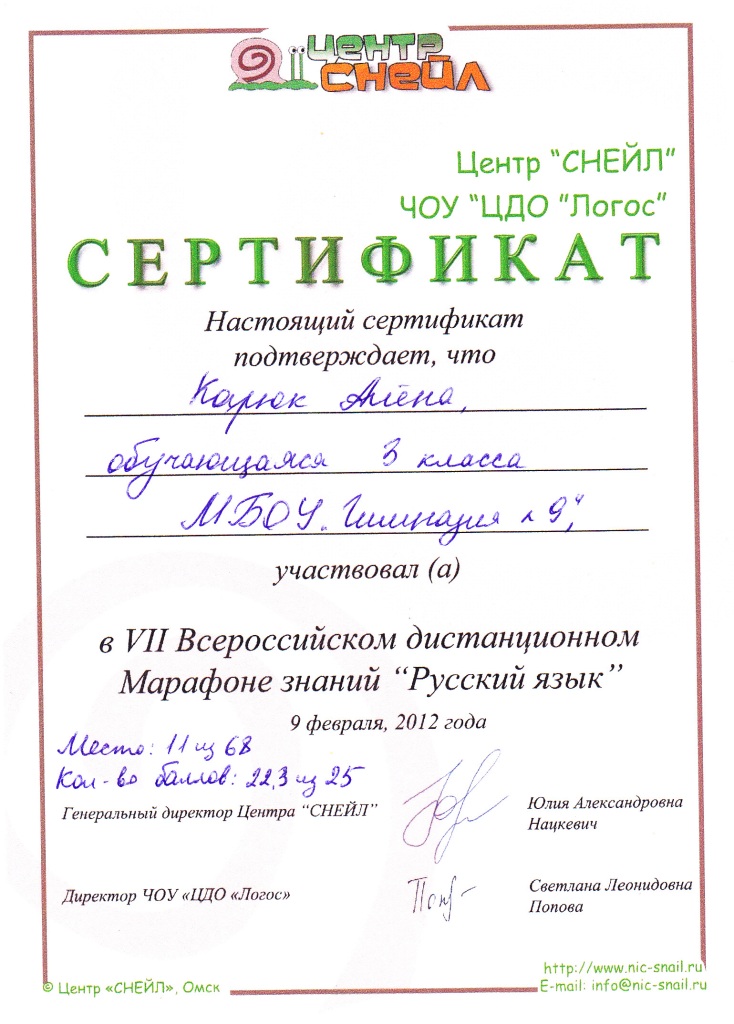 Центр
СНЕЙЛ
Центр "СНЕЙЛ"
ЧОУ "ЦДО "Логос"
СЕРТИФИКАТ
Настоящий сертификат
подтверждает, что
Карюк Алёна,
обучающаяся 3 класса
МБОУ "Гимназия № 9",
участвовал (а)
в VII Всероссийском дистанционном
Марафоне знаний “Русский язык”
9 февраля, 2012 года
Место: 11 из 68
Кол-во баллов: 22,3 из 25
Генеральный директор Центра “СНЕЙЛ”
Юлия Александровна
Нацкевич
Директор ЧОУ «ЦДО «Логос»
Светлана Леонидовна
Попова
http://www.nic-snail.ru
© Центр «СНЕЙЛ», Омск
E-mail: info@nic-snail.ru